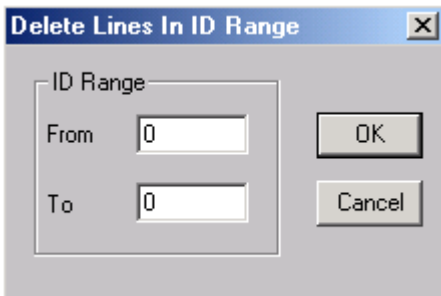 Delete Lines In ID Range
ID Range
From 0
OK
To 0
Cancel